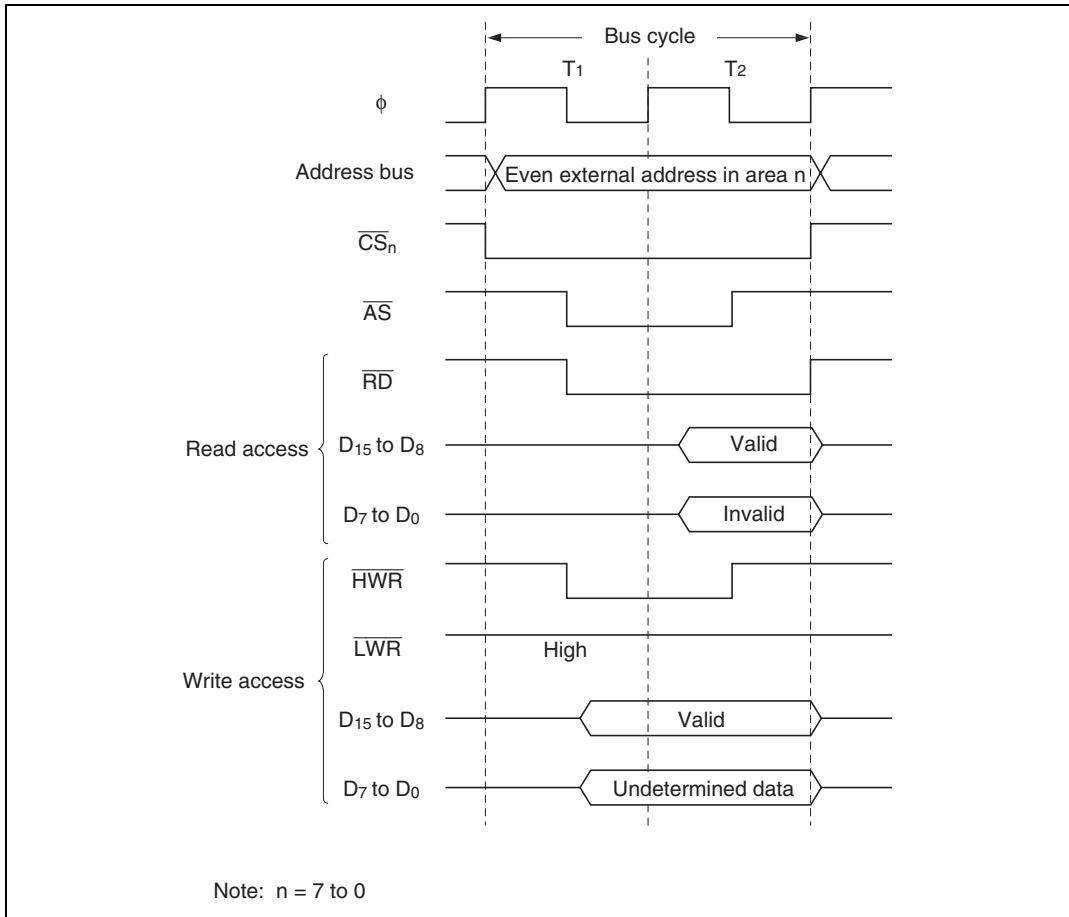 Bus cycle
T1 T2
ϕ
Address bus Even external address in area n
CSn
AS
RD
Read access D15 to D8 Valid
D7 to D0 Invalid
HWR
LWR High
Write access D15 to D8 Valid
D7 to D0 Undetermined data
Note: n = 7 to 0